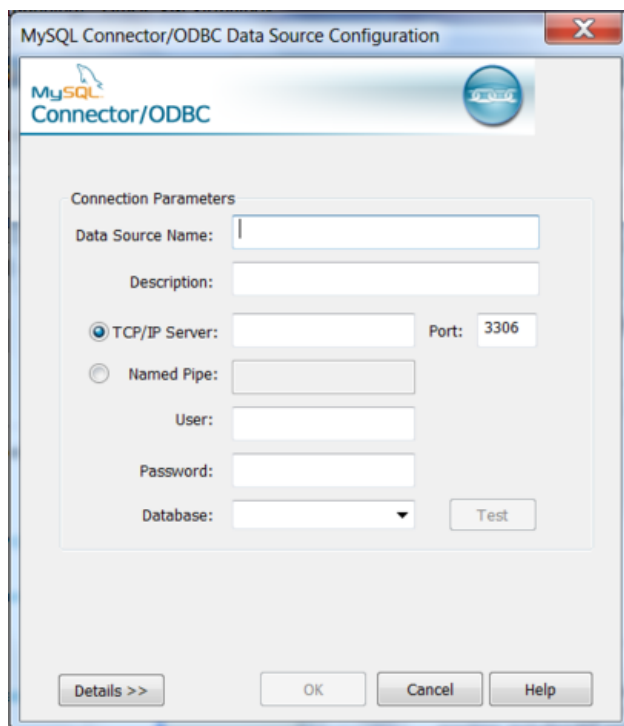 MySQL Connector/ODBC Data Source Configuration
MySQL
Connector/ODBC
Connection Parameters
Data Source Name:
Description:
TCP/IP Server: Port: 3306
Named Pipe:
User:
Password:
Database: Test
Details >> OK Cancel Help